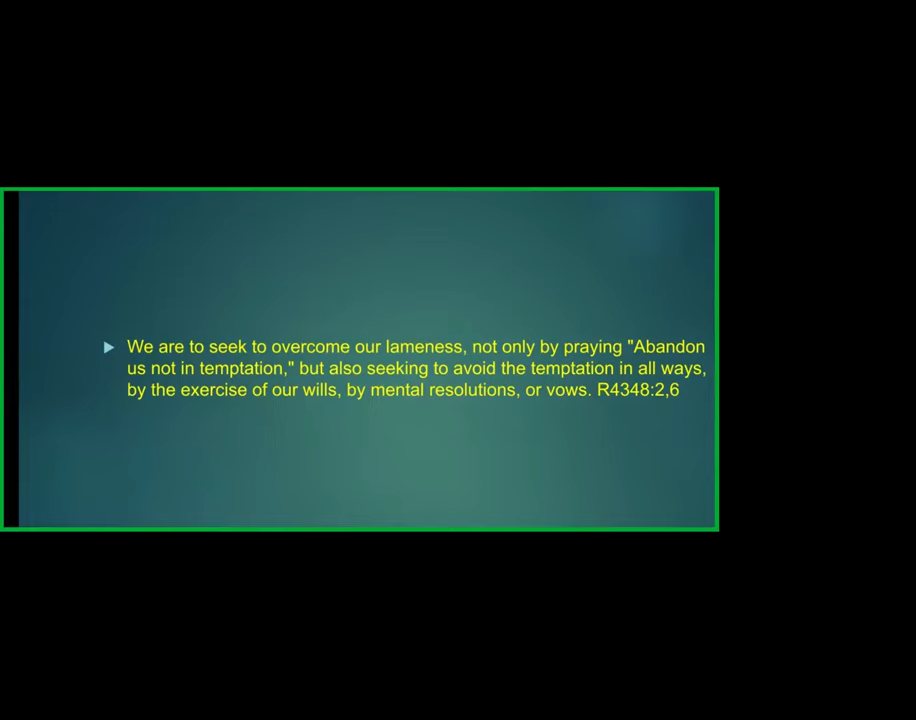 We are to seek to overcome our lameness, not only by praying "Abandon
us not in temptation," but also seeking to avoid the temptation in all ways,
by the exercise of our wills, by mental resolutions, or vows. R4348:2,6